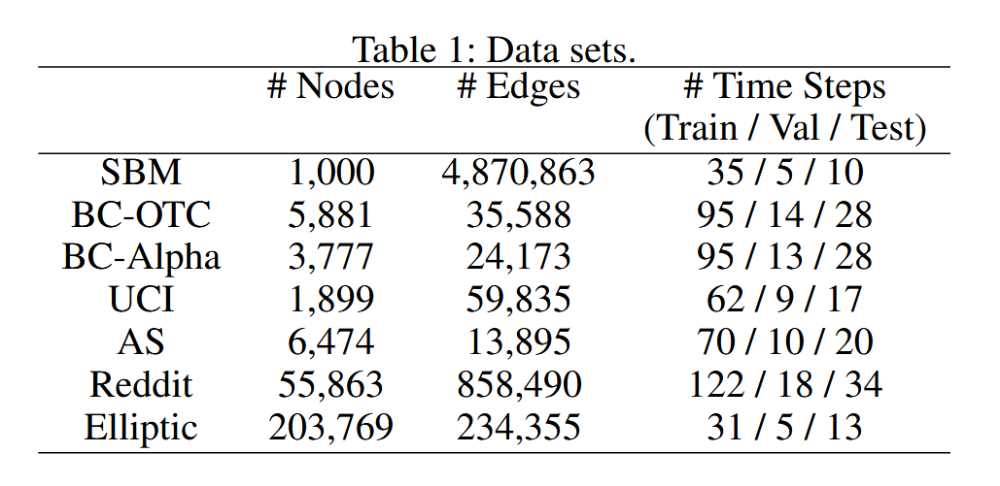 Table 1: Data sets.
# Nodes # Edges # Time Steps
(Train / Val / Test)
SBM 1,000 4,870,863 35 / 5 / 10
BC-OTC 5,881 35,588 95 / 14 / 28
BC-Alpha 3,777 24,173 95 / 13 / 28
UCI 1,899 59,835 62 / 9 / 17
AS 6,474 13,895 70 / 10 / 20
Reddit 55,863 858,490 122 / 18 / 34
Elliptic 203,769 234,355 31 / 5 / 13